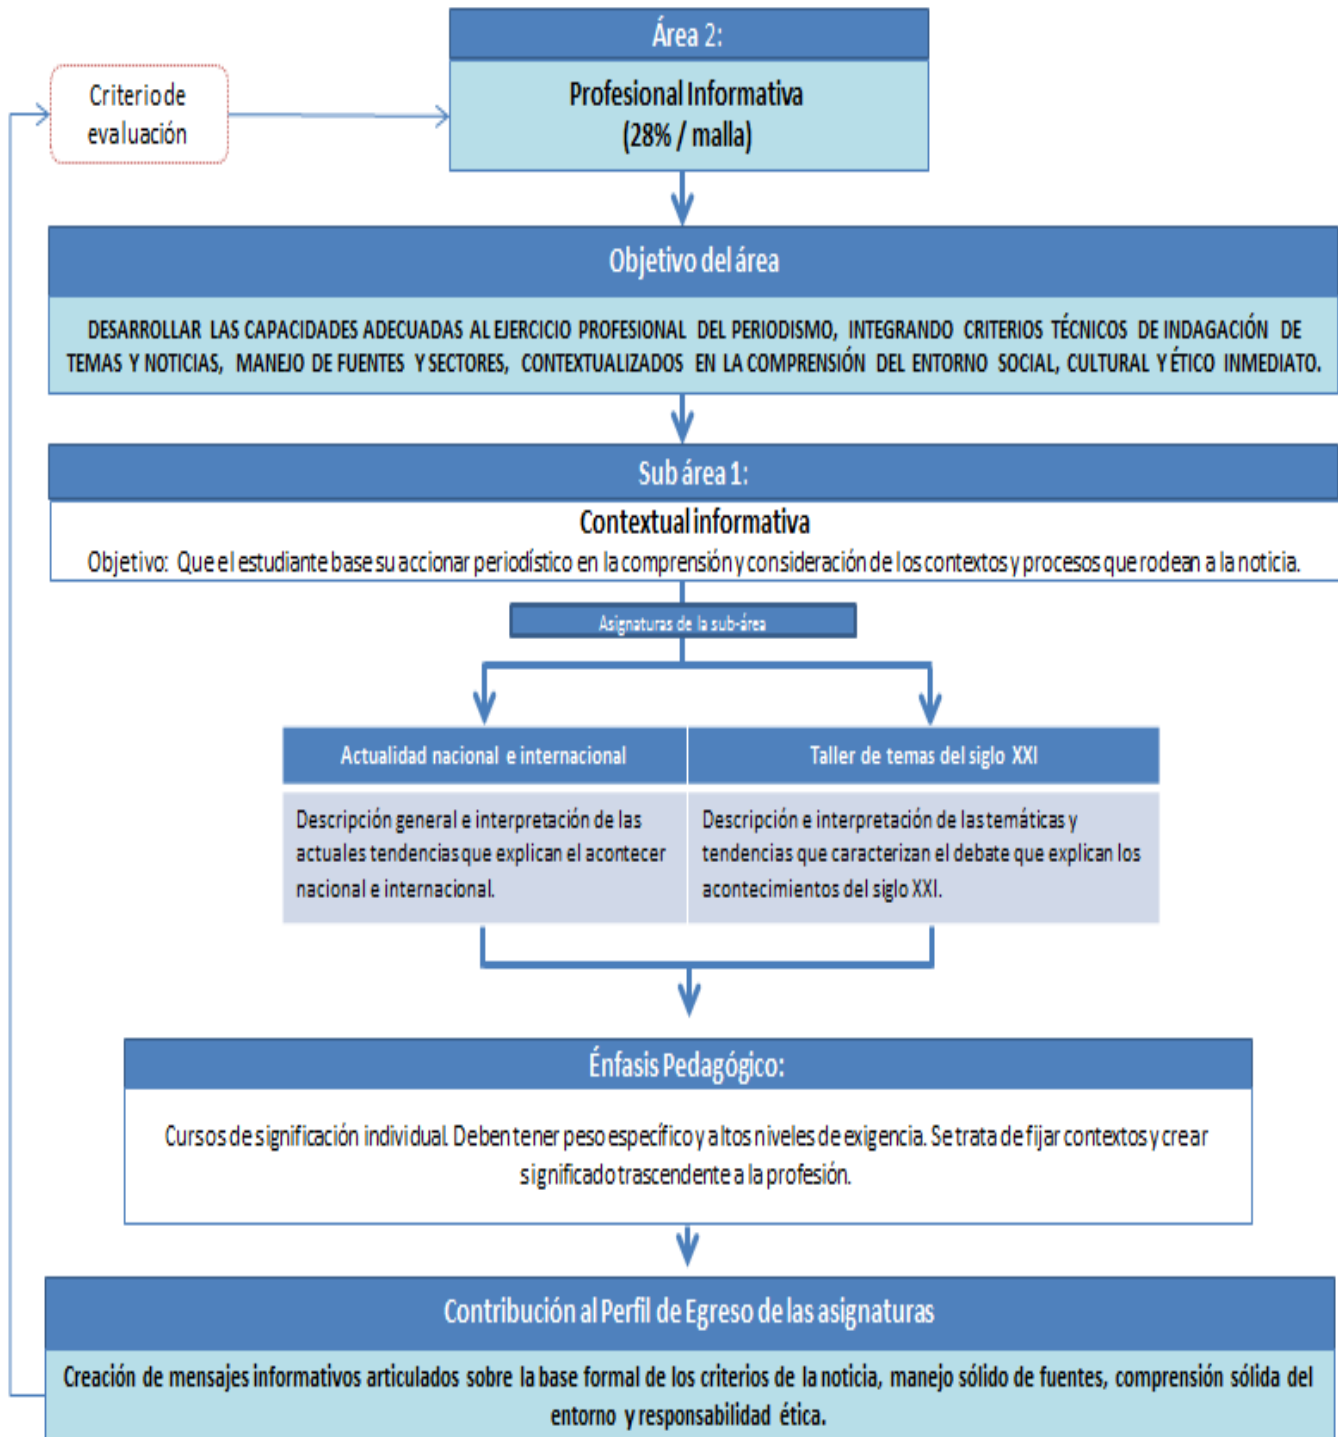 Área 2:
Profesional Informativa
(28% / malla)
Criterio de
evaluación
Objetivo del área
DESARROLLAR LAS CAPACIDADES ADECUADAS AL EJERCICIO PROFESIONAL DEL PERIODISMO, INTEGRANDO CRITERIOS TÉCNICOS DE INDAGACIÓN DE
TEMAS Y NOTICIAS, MANEJO DE FUENTES Y SECTORES, CONTEXTUALIZADOS EN LA COMPRENSIÓN DEL ENTORNO SOCIAL, CULTURAL Y ÉTICO INMEDIATO.
Sub área 1:
Contextual informativa
Objetivo: Que el estudiante base su accionar periodístico en la comprensión y consideración de los contextos y procesos que rodean a la noticia.
Asignaturas de la sub-área
Actualidad nacional e internacional
Descripción general e interpretación de las
actuales tendencias que explican el acontecer
nacional e internacional.
Taller de temas del siglo XXI
Descripción e interpretación de las temáticas y
tendencias que caracterizan el debate que explican los
acontecimientos del siglo XXI.
Énfasis Pedagógico:
Cursos de significación individual. Deben tener peso específico y altos niveles de exigencia. Se trata de fijar contextos y crear
significado trascendente a la profesión.
Contribución al Perfil de Egreso de las asignaturas
Creación de mensajes informativos articulados sobre la base formal de los criterios de la noticia, manejo sólido de fuentes, comprensión sólida del
entorno y responsabilidad ética.